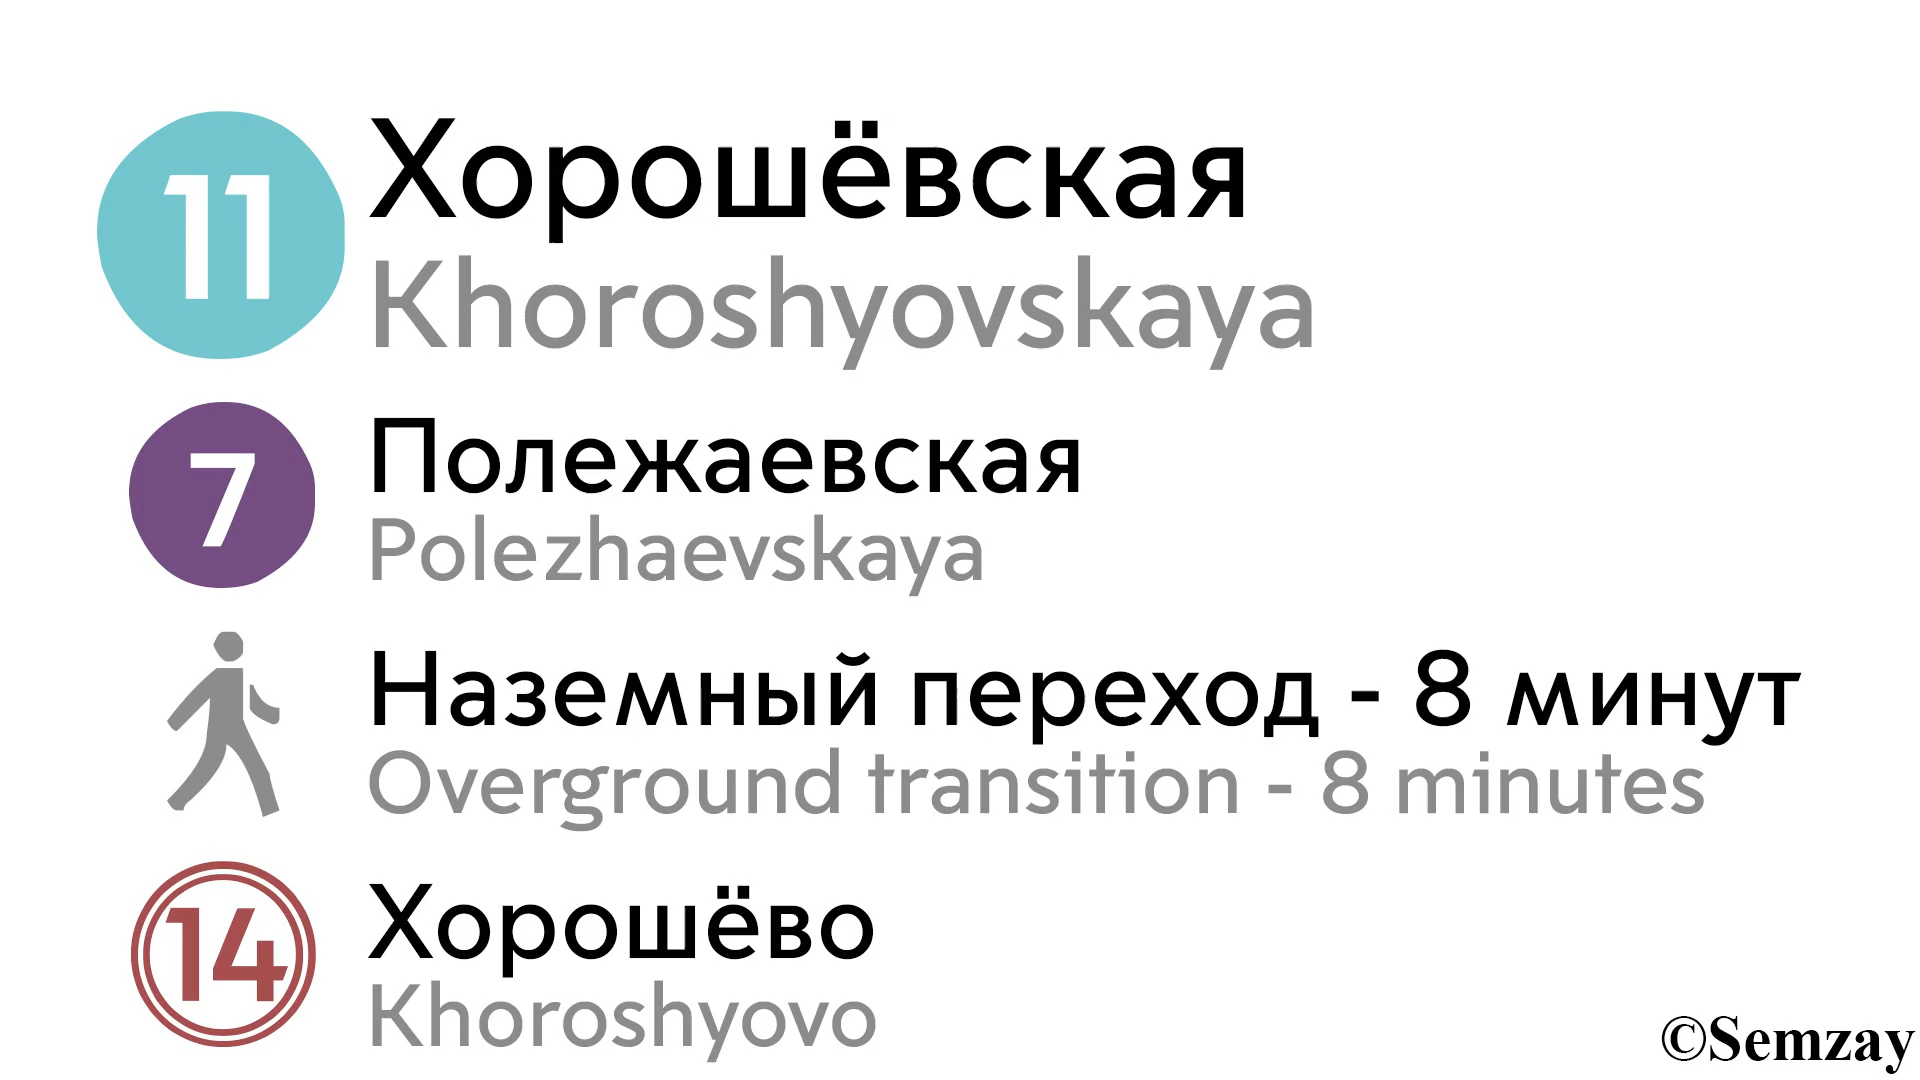 11
Хорошёвская
Khoroshyovskaya
7
Полежаевская
Polezhaevskaya
Наземный переход - 8 минут
Overground transition - 8 minutes
14
Хорошёво
Khoroshyovo
©Semzay